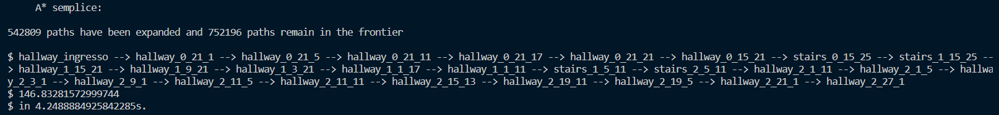 A* semplice:
542809 paths have been expanded and 752196 paths remain in the frontier
$ hallway_ingresso --> hallway_0_21_1 --> hallway_0_21_5 --> hallway_0_21_11 --> hallway_0_21_17 --> hallway_0_21_21 --> hallway_0_15_21 --> stairs_0_15_25 --> stairs_1_15_25 --
> hallway_1_15_21 --> hallway_1_9_21 --> hallway_1_3_21 --> hallway_1_1_17 --> hallway_1_1_11 --> stairs_1_5_11 --> stairs_2_5_11 --> hallway_2_1_11 --> hallway_2_1_5 --> hallwa
y_2_3_1 --> hallway_2_9_1 --> hallway_2_11_5 --> hallway_2_11_11 --> hallway_2_15_13 --> hallway_2_19_11 --> hallway_2_19_5 --> hallway_2_21_1 --> hallway_2_27_1
$ 146.83281572999744
$ in 4.2488884925842285s.